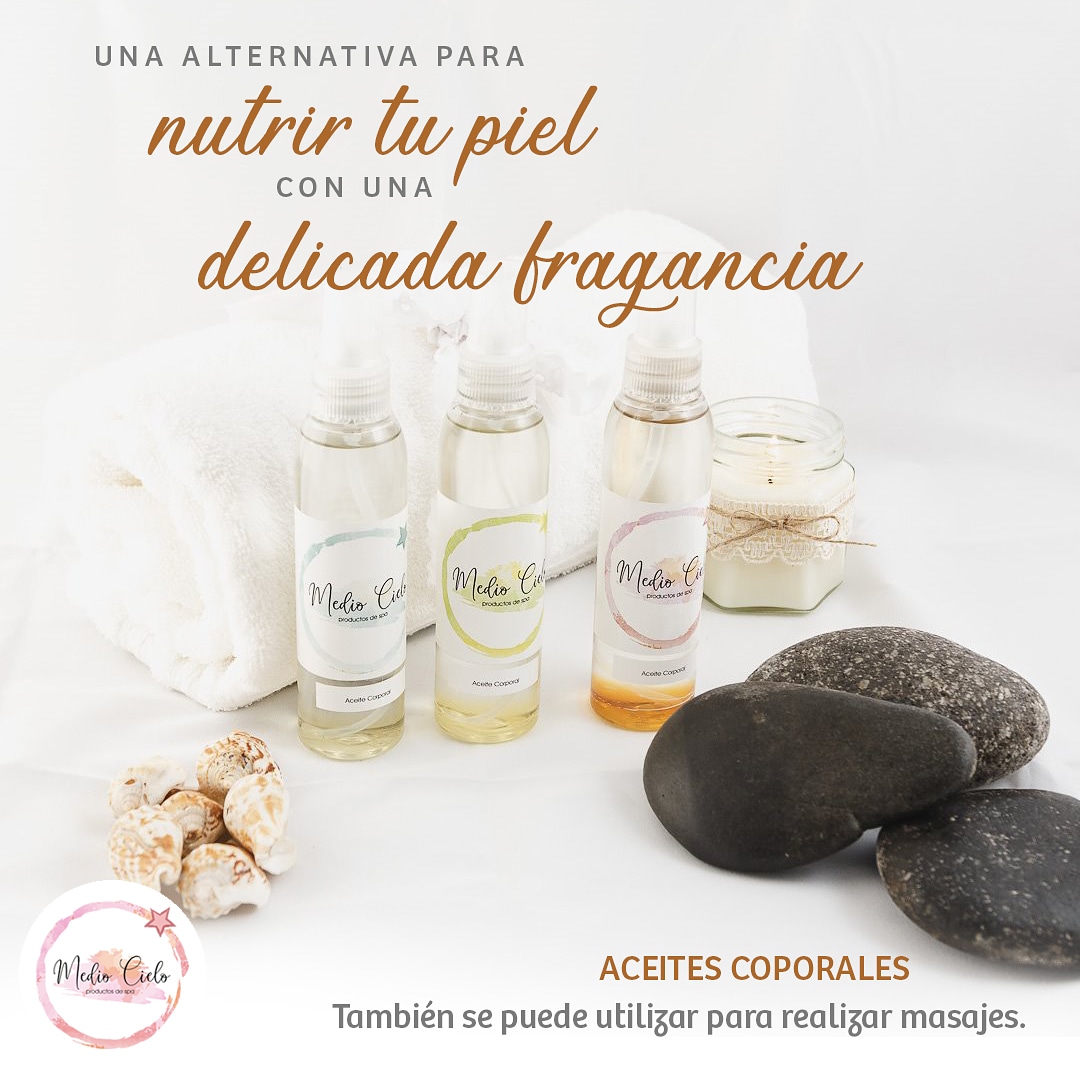 UNA ALTERNATIVA PARA
nutrir tu piel
CON UNA
delicada fragancia
Medio Cielo
productos de spa
Aceite Corporal
Medio Cielo
productos de spa
Aceite Corporal
Medio Cie
productos de spa
Aceite Corporal
Medio Cielo
productos de spa
ACEITES COPORALES
También se puede utilizar para realizar masajes.